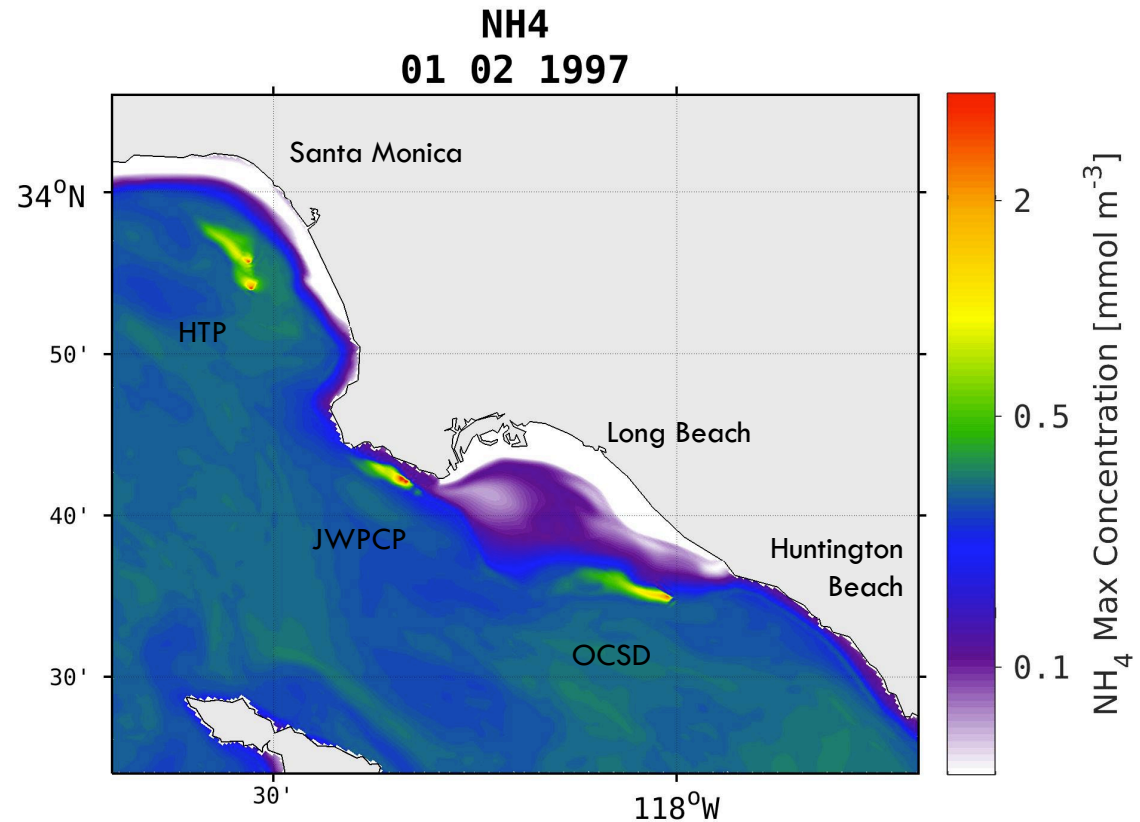 NH4
01 02 1997
Santa Monica
34°N
HTP
50'
Long Beach
40'
JWPCP
Huntington
Beach
OCSD
30'
30'
118°W
2
0.5
0.1
NH₄ Max Concentration [mmol m⁻³]